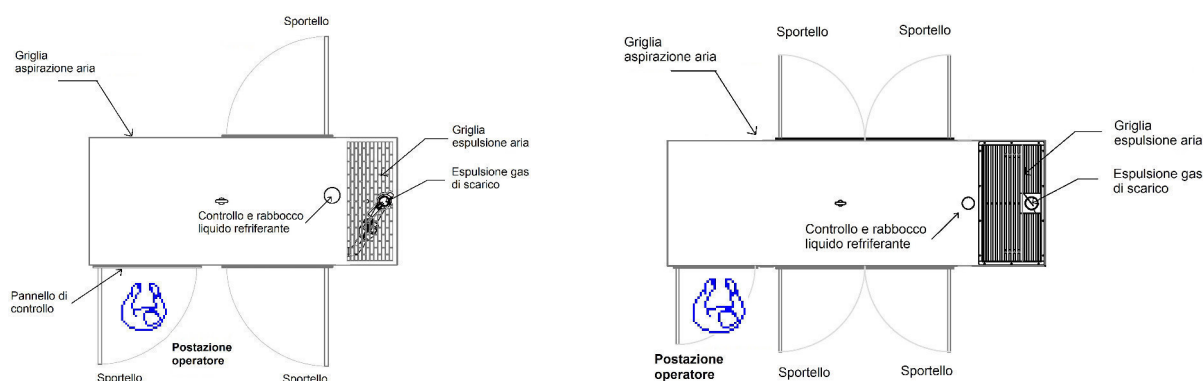 Sportello
Griglia
aspirazione aria
Griglia
espulsione aria
Espulsione gas
di scarico
Controllo e rabbocco
liquido refriferante
Pannello di
controllo
Postazione
operatore
Sportello
Sportello
Sportello
Sportello
Griglia
aspirazione aria
Griglia
espulsione aria
Espulsione gas
di scarico
Controllo e rabbocco
liquido refriferante
Postazione
operatore
Sportello
Sportello